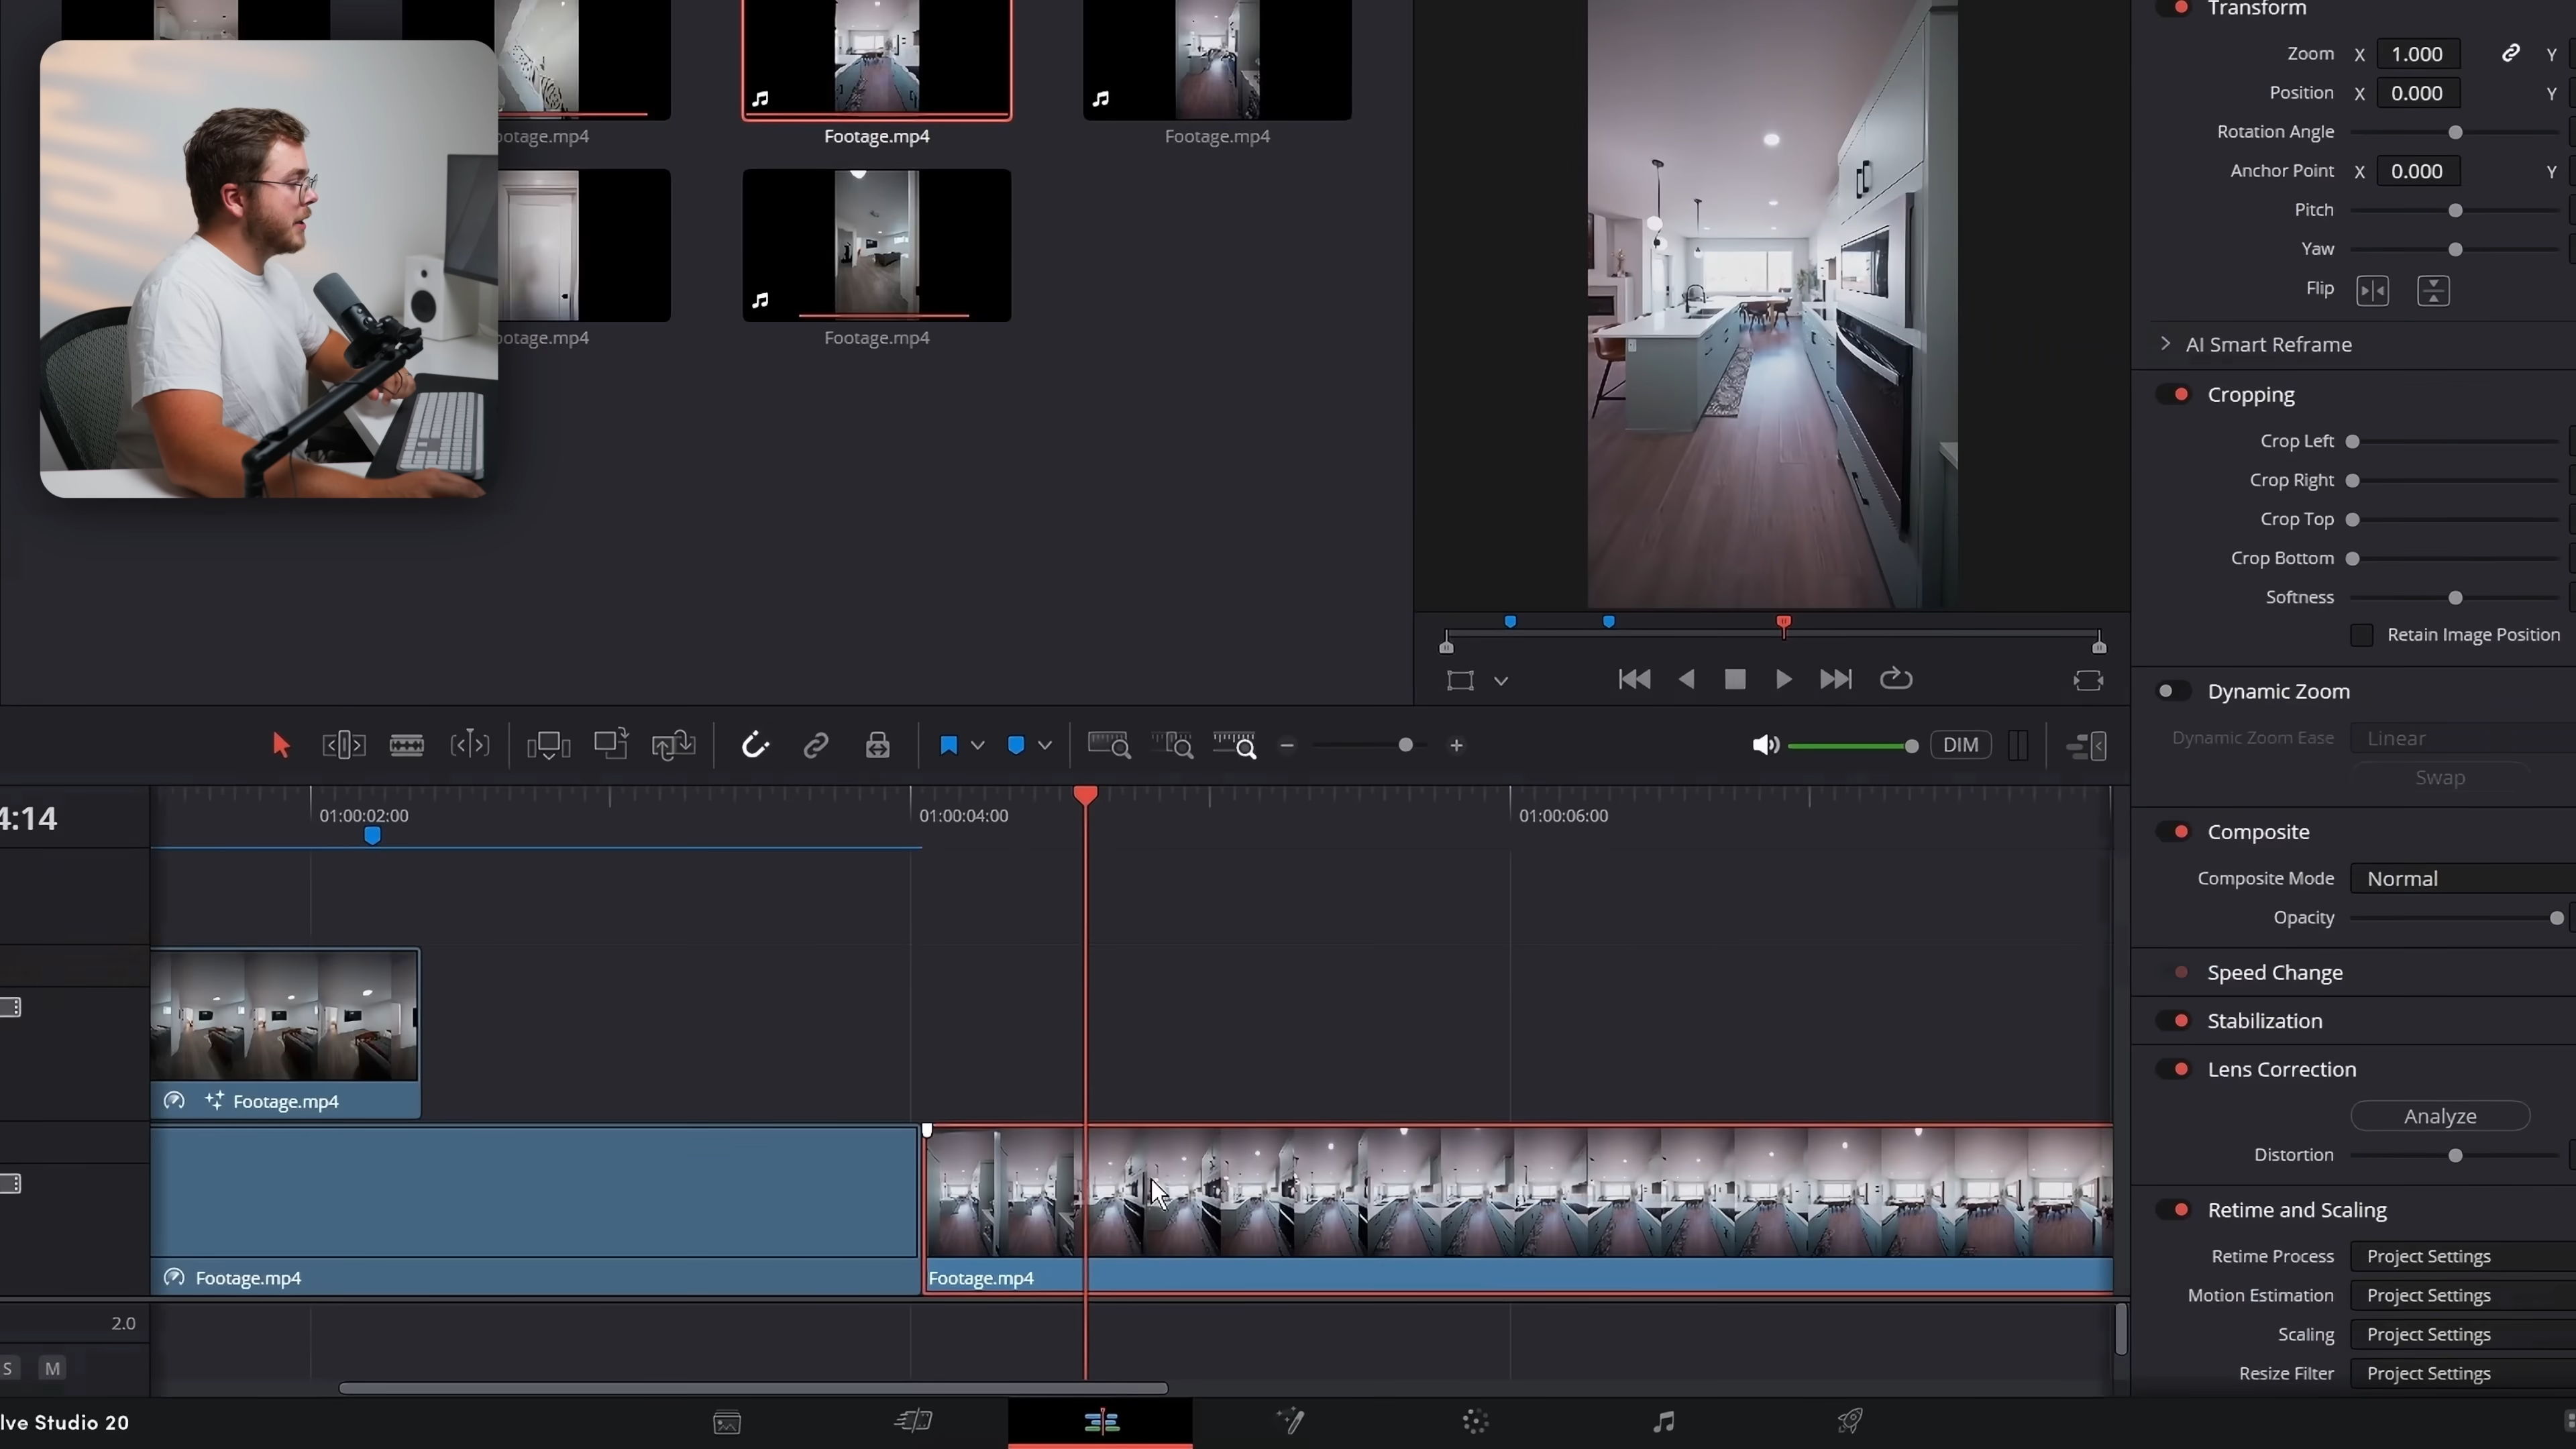 Footage.mp4
Footage.mp4
Footage.mp4
Footage.mp4
Footage.mp4
Transform
Zoom X 1.000 Y
Position X 0.000 Y
Rotation Angle
Anchor Point X 0.000 Y
Pitch
Yaw
Flip
AI Smart Reframe
Cropping
Crop Left
Crop Right
Crop Top
Crop Bottom
Softness
Retain Image Position
Dynamic Zoom
Dynamic Zoom Ease Linear
Swap
Composite
Composite Mode Normal
Opacity
Speed Change
Stabilization
Lens Correction
Analyze
Distortion
Retime and Scaling
Retime Process Project Settings
Motion Estimation Project Settings
Scaling Project Settings
Resize Filter Project Settings
DIM
4:14
01:00:02:00 01:00:04:00 01:00:06:00
Footage.mp4
Footage.mp4 Footage.mp4
2.0
S M
lve Studio 20